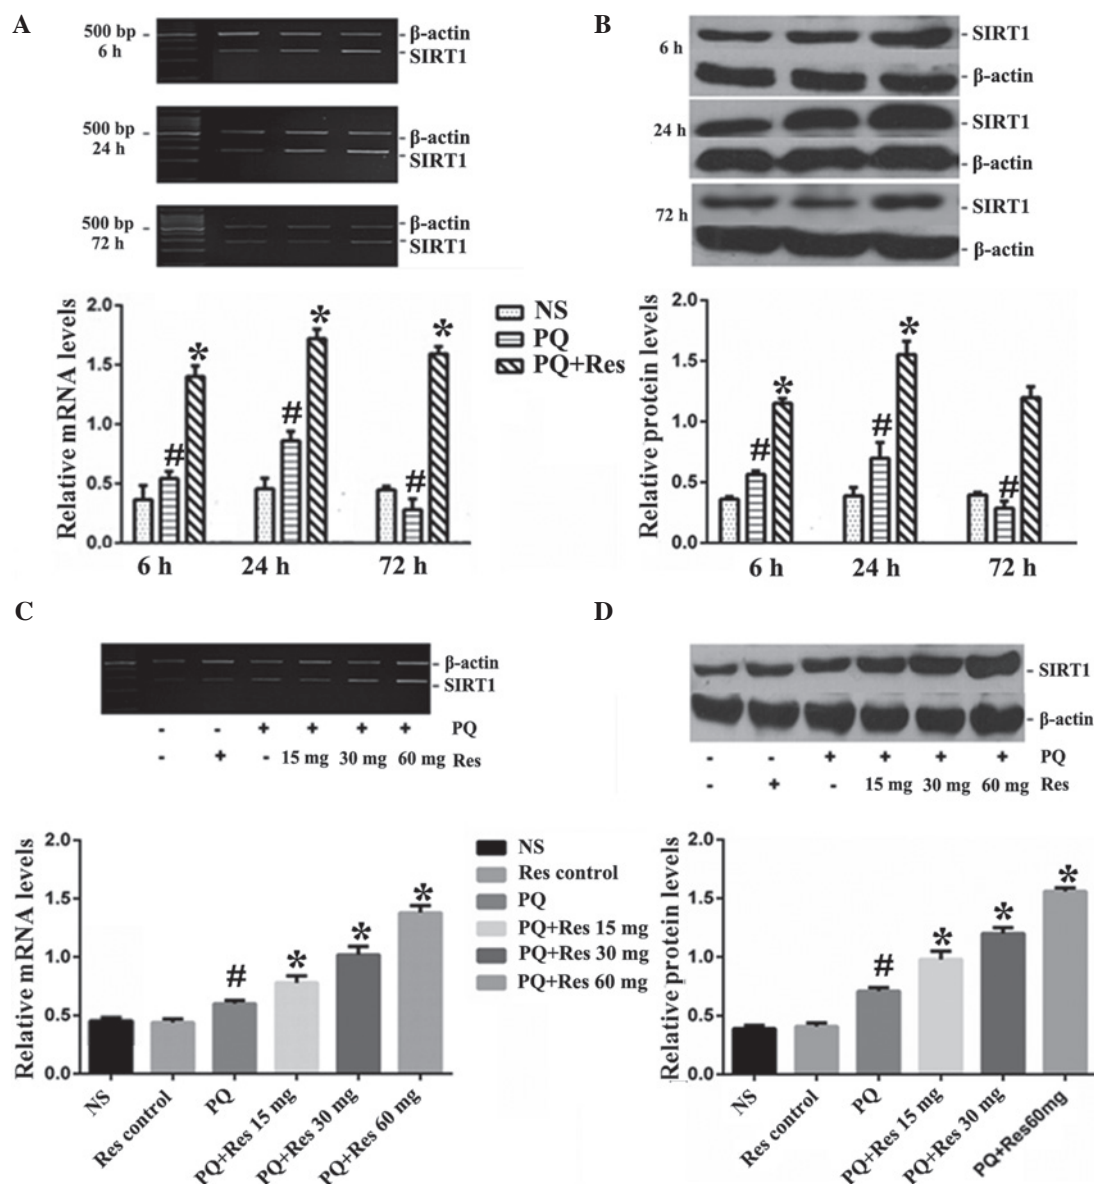 A
500 bp
6 h
β-actin
SIRT1
500 bp
24 h
β-actin
SIRT1
500 bp
72 h
β-actin
SIRT1
Relative mRNA levels
2.0
1.5
1.0
0.5
0.0
# * # * # *
6 h 24 h 72 h
NS
PQ
PQ+Res
B
6 h
SIRT1
β-actin
24 h
SIRT1
β-actin
72 h
SIRT1
β-actin
Relative protein levels
2.0
1.5
1.0
0.5
0.0
# * # * #
6 h 24 h 72 h
C
β-actin
SIRT1
- - + + + + PQ
- + - 15 mg 30 mg 60 mg Res
Relative mRNA levels
2.0
1.5
1.0
0.5
0.0
# * * *
NS
Res control
PQ
PQ+Res 15 mg
PQ+Res 30 mg
PQ+Res 60 mg
NS
Res control
PQ
PQ+Res 15 mg
PQ+Res 30 mg
PQ+Res 60 mg
D
SIRT1
β-actin
- - + + + + PQ
- + - 15 mg 30 mg 60 mg Res
Relative protein levels
2.0
1.5
1.0
0.5
0.0
# * * *
NS
Res control
PQ
PQ+Res 15 mg
PQ+Res 30 mg
PQ+Res60mg